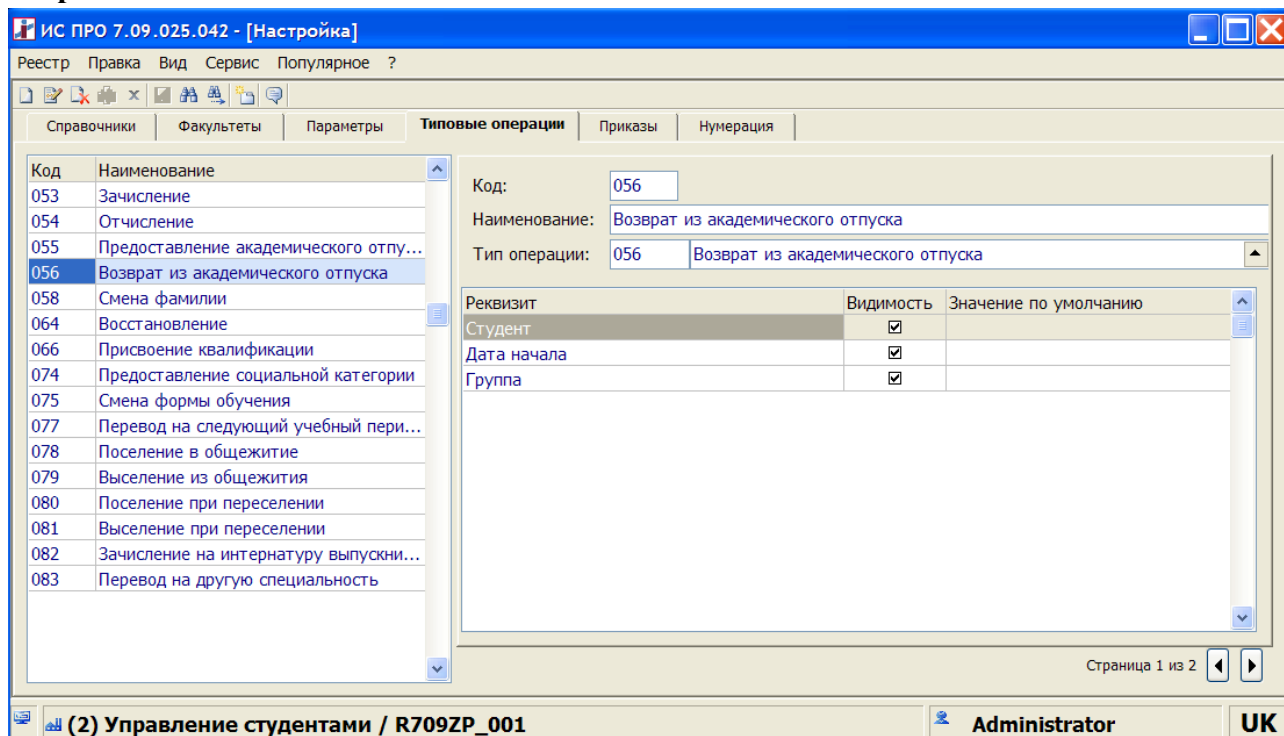 ИС ПРО 7.09.025.042 - [Настройка]
Реестр Правка Вид Сервис Популярное ?
Справочники Факультеты Параметры Типовые операции Приказы Нумерация
Код Наименование
053 Зачисление
054 Отчисление
055 Предоставление академического отпу...
056 Возврат из академического отпуска
058 Смена фамилии
064 Восстановление
066 Присвоение квалификации
074 Предоставление социальной категории
075 Смена формы обучения
077 Перевод на следующий учебный пери...
078 Поселение в общежитие
079 Выселение из общежития
080 Поселение при переселении
081 Выселение при переселении
082 Зачисление на интернатуру выпускни...
083 Перевод на другую специальность
Код: 056
Наименование: Возврат из академического отпуска
Тип операции: 056 Возврат из академического отпуска
Реквизит Видимость Значение по умолчанию
Студент
Дата начала
Группа
Страница 1 из 2
(2) Управление студентами / R709ZP_001 Administrator UK